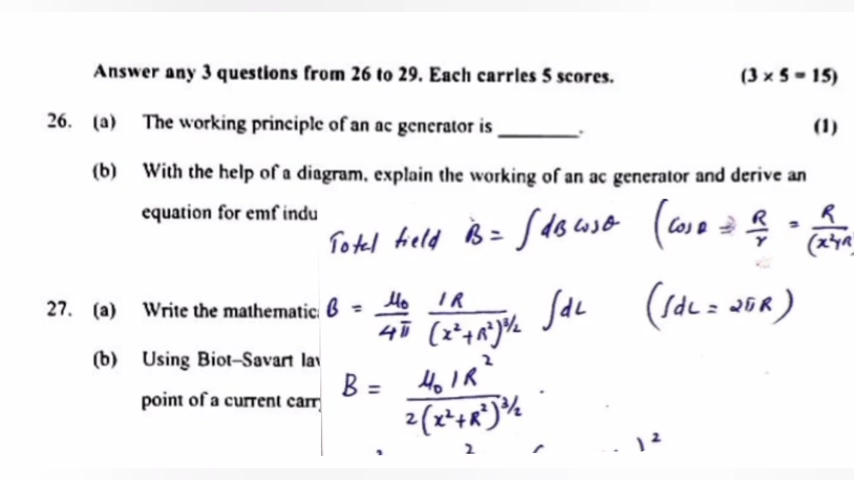 Answer any 3 questions from 26 to 29. Each carries 5 scores. (3 × 5 = 15)
26. (a) The working principle of an ac generator is ________. (1)
(b) With the help of a diagram, explain the working of an ac generator and derive an
equation for emf indu
Total field B = ∫ dB cosθ (cosθ = R/r = R/(x²+R
27. (a) Write the mathematic
B = μ₀/4π IR/(x²+R²)^3/2 ∫dL (∫dL = 2πR)
(b) Using Biot–Savart law
point of a current carr
B = μ₀IR²/2(x²+R²)^3/2